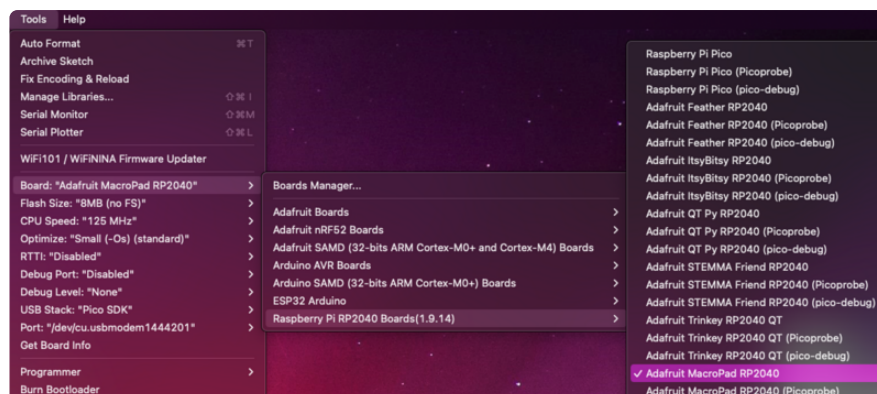 Tools Help
Auto Format ⌘T
Archive Sketch
Fix Encoding & Reload
Manage Libraries... ⇧⌘I
Serial Monitor ⇧⌘M
Serial Plotter ⇧⌘L
WiFi101 / WiFiNINA Firmware Updater
Board: "Adafruit MacroPad RP2040"
Flash Size: "8MB (no FS)"
CPU Speed: "125 MHz"
Optimize: "Small (-Os) (standard)"
RTTI: "Disabled"
Debug Port: "Disabled"
Debug Level: "None"
USB Stack: "Pico SDK"
Port: "/dev/cu.usbmodem1444201"
Get Board Info
Programmer
Burn Bootloader
Boards Manager...
Adafruit Boards
Adafruit nRF52 Boards
Adafruit SAMD (32-bits ARM Cortex-M0+ and Cortex-M4) Boards
Arduino AVR Boards
Arduino SAMD (32-bits ARM Cortex-M0+) Boards
ESP32 Arduino
Raspberry Pi RP2040 Boards(1.9.14)
Raspberry Pi Pico
Raspberry Pi Pico (Picoprobe)
Raspberry Pi Pico (pico-debug)
Adafruit Feather RP2040
Adafruit Feather RP2040 (Picoprobe)
Adafruit Feather RP2040 (pico-debug)
Adafruit ItsyBitsy RP2040
Adafruit ItsyBitsy RP2040 (Picoprobe)
Adafruit ItsyBitsy RP2040 (pico-debug)
Adafruit QT Py RP2040
Adafruit QT Py RP2040 (Picoprobe)
Adafruit QT Py RP2040 (pico-debug)
Adafruit STEMMA Friend RP2040
Adafruit STEMMA Friend RP2040 (Picoprobe)
Adafruit STEMMA Friend RP2040 (pico-debug)
Adafruit Trinkey RP2040 QT
Adafruit Trinkey RP2040 QT (Picoprobe)
Adafruit Trinkey RP2040 QT (pico-debug)
✓ Adafruit MacroPad RP2040
Adafruit MacroPad RP2040 (Picoprobe)